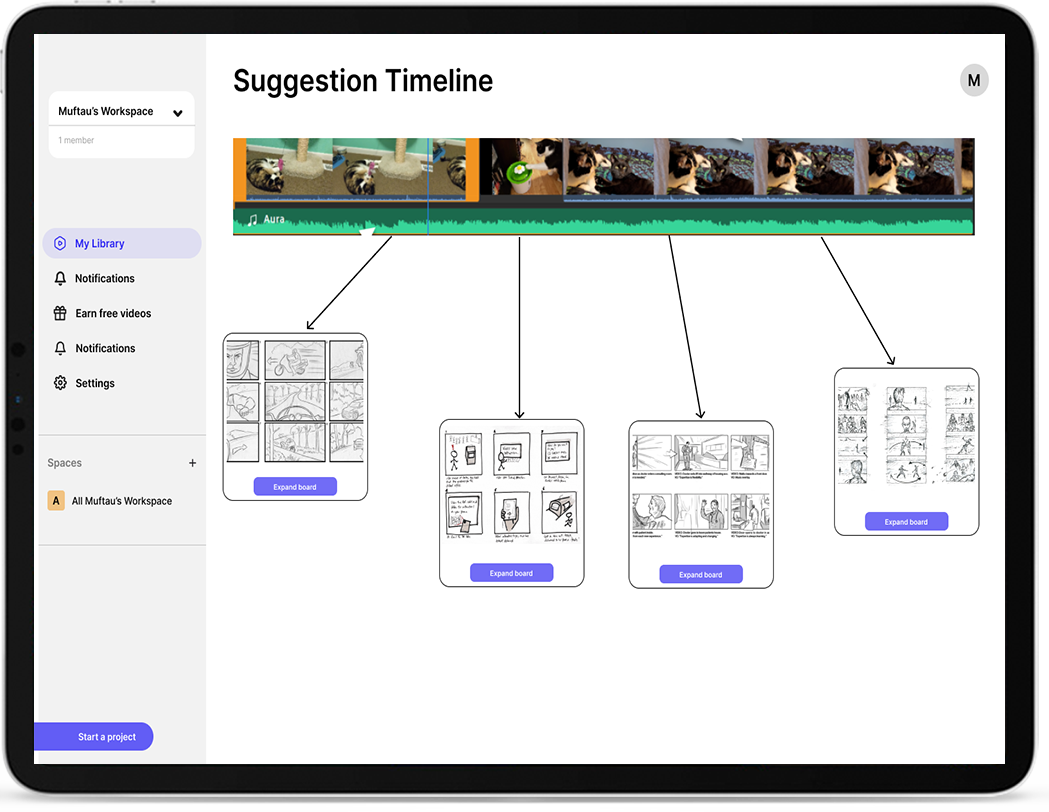 Suggestion Timeline
M
Muftau's Workspace
1 member
My Library
Notifications
Earn free videos
Notifications
Settings
Spaces
+
A
All Muftau's Workspace
Start a project
Aura
Expand board
Expand board
Expand board
Expand board